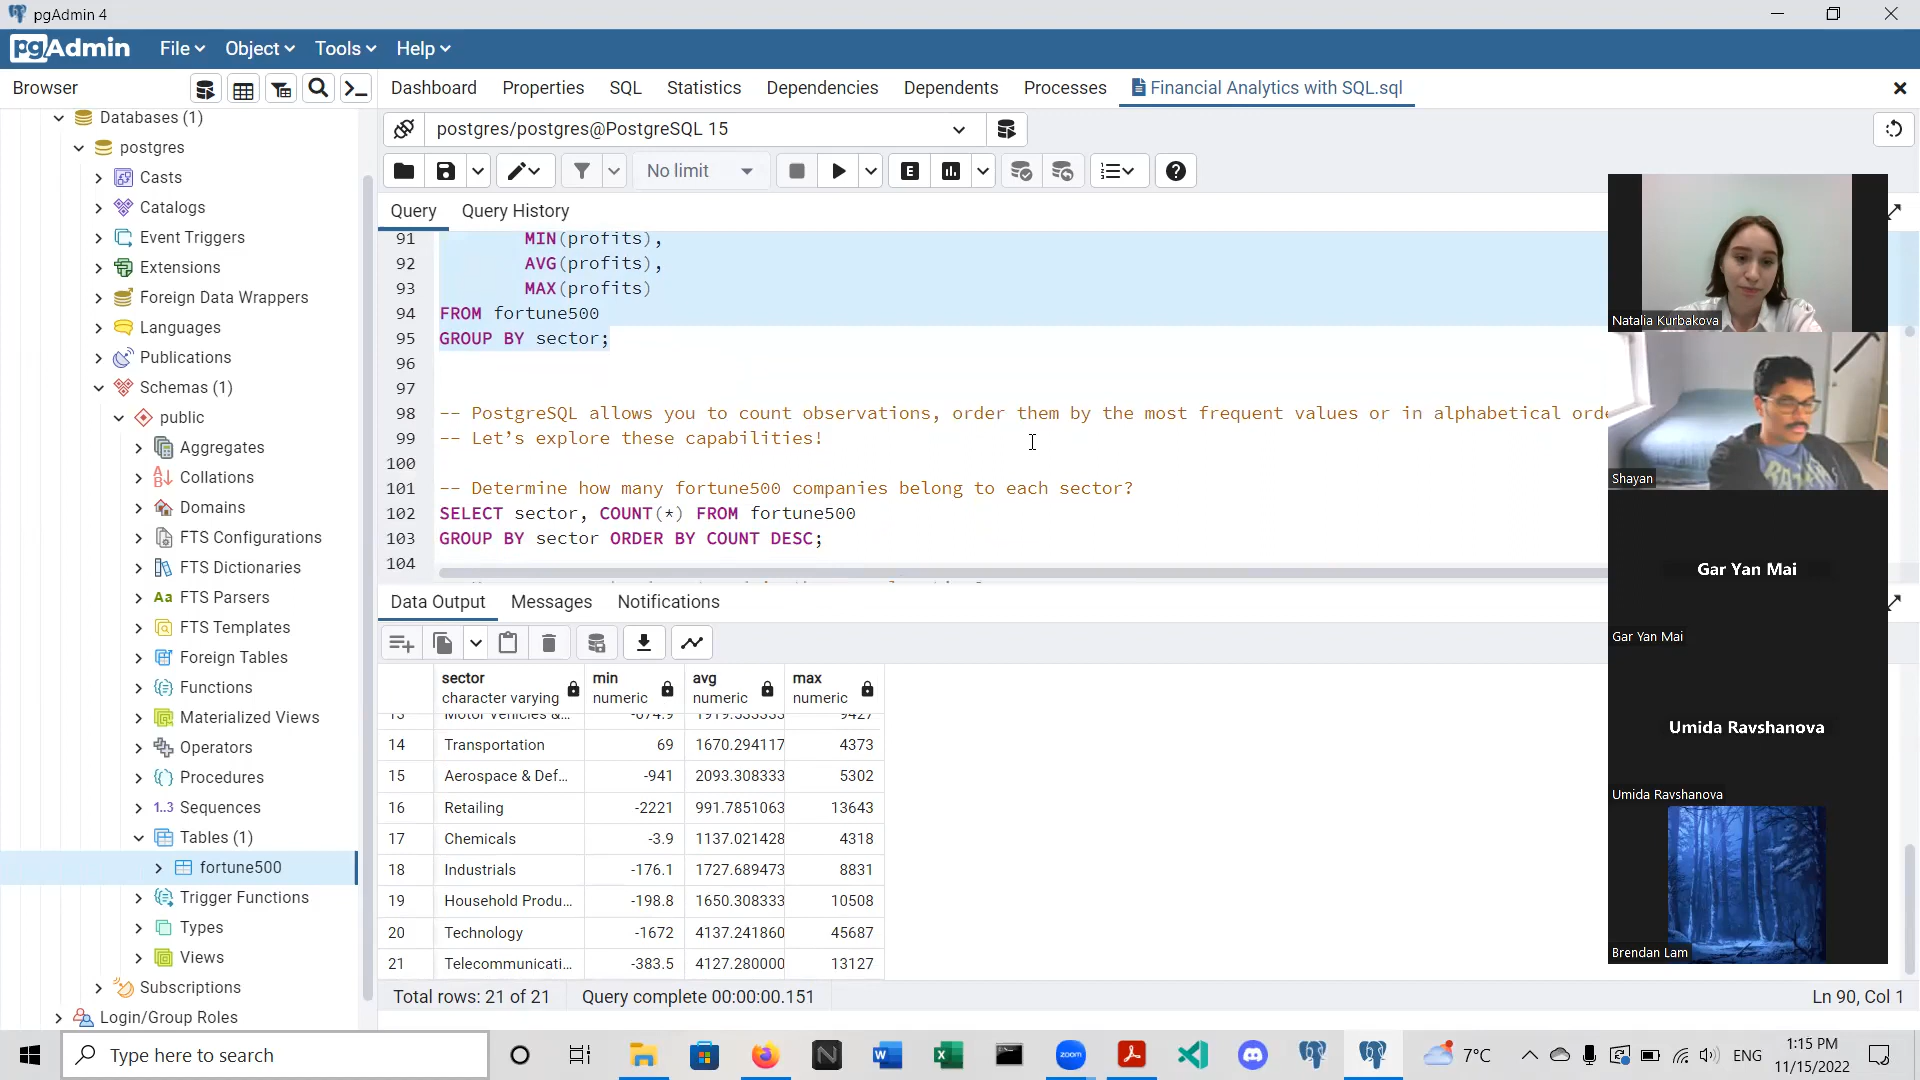 pgAdmin 4
pgAdmin File Object Tools Help
Browser
Dashboard Properties SQL Statistics Dependencies Dependents Processes Financial Analytics with SQL.sql
Databases (1)
postgres
Casts
Catalogs
Event Triggers
Extensions
Foreign Data Wrappers
Languages
Publications
Schemas (1)
public
Aggregates
Collations
Domains
FTS Configurations
FTS Dictionaries
Aa FTS Parsers
FTS Templates
Foreign Tables
Functions
Materialized Views
Operators
Procedures
1..3 Sequences
Tables (1)
fortune500
Trigger Functions
Types
Views
Subscriptions
Login/Group Roles
postgres/postgres@PostgreSQL 15
No limit
E
Query Query History
91 MIN(profits),
92 AVG(profits),
93 MAX(profits)
94 FROM fortune500
95 GROUP BY sector;
96
97
98 -- PostgreSQL allows you to count observations, order them by the most frequent values or in alphabetical orde
99 -- Let's explore these capabilities!
100
101 -- Determine how many fortune500 companies belong to each sector?
102 SELECT sector, COUNT(*) FROM fortune500
103 GROUP BY sector ORDER BY COUNT DESC;
104
Data Output Messages Notifications
sector min avg max
character varying numeric numeric numeric
13 Motor Vehicles &... -674.9 1919.533333 9427
14 Transportation 69 1670.294117 4373
15 Aerospace & Def... -941 2093.308333 5302
16 Retailing -2221 991.7851063 13643
17 Chemicals -3.9 1137.021428 4318
18 Industrials -176.1 1727.689473 8831
19 Household Produ... -198.8 1650.308333 10508
20 Technology -1672 4137.241860 45687
21 Telecommunicati... -383.5 4127.280000 13127
Total rows: 21 of 21 Query complete 00:00:00.151 Ln 90, Col 1
Natalia Kurbakova
Shayan
Gar Yan Mai
Gar Yan Mai
Umida Ravshanova
Umida Ravshanova
Brendan Lam
Type here to search
zoom
7°C
ENG
1:15 PM
11/15/2022